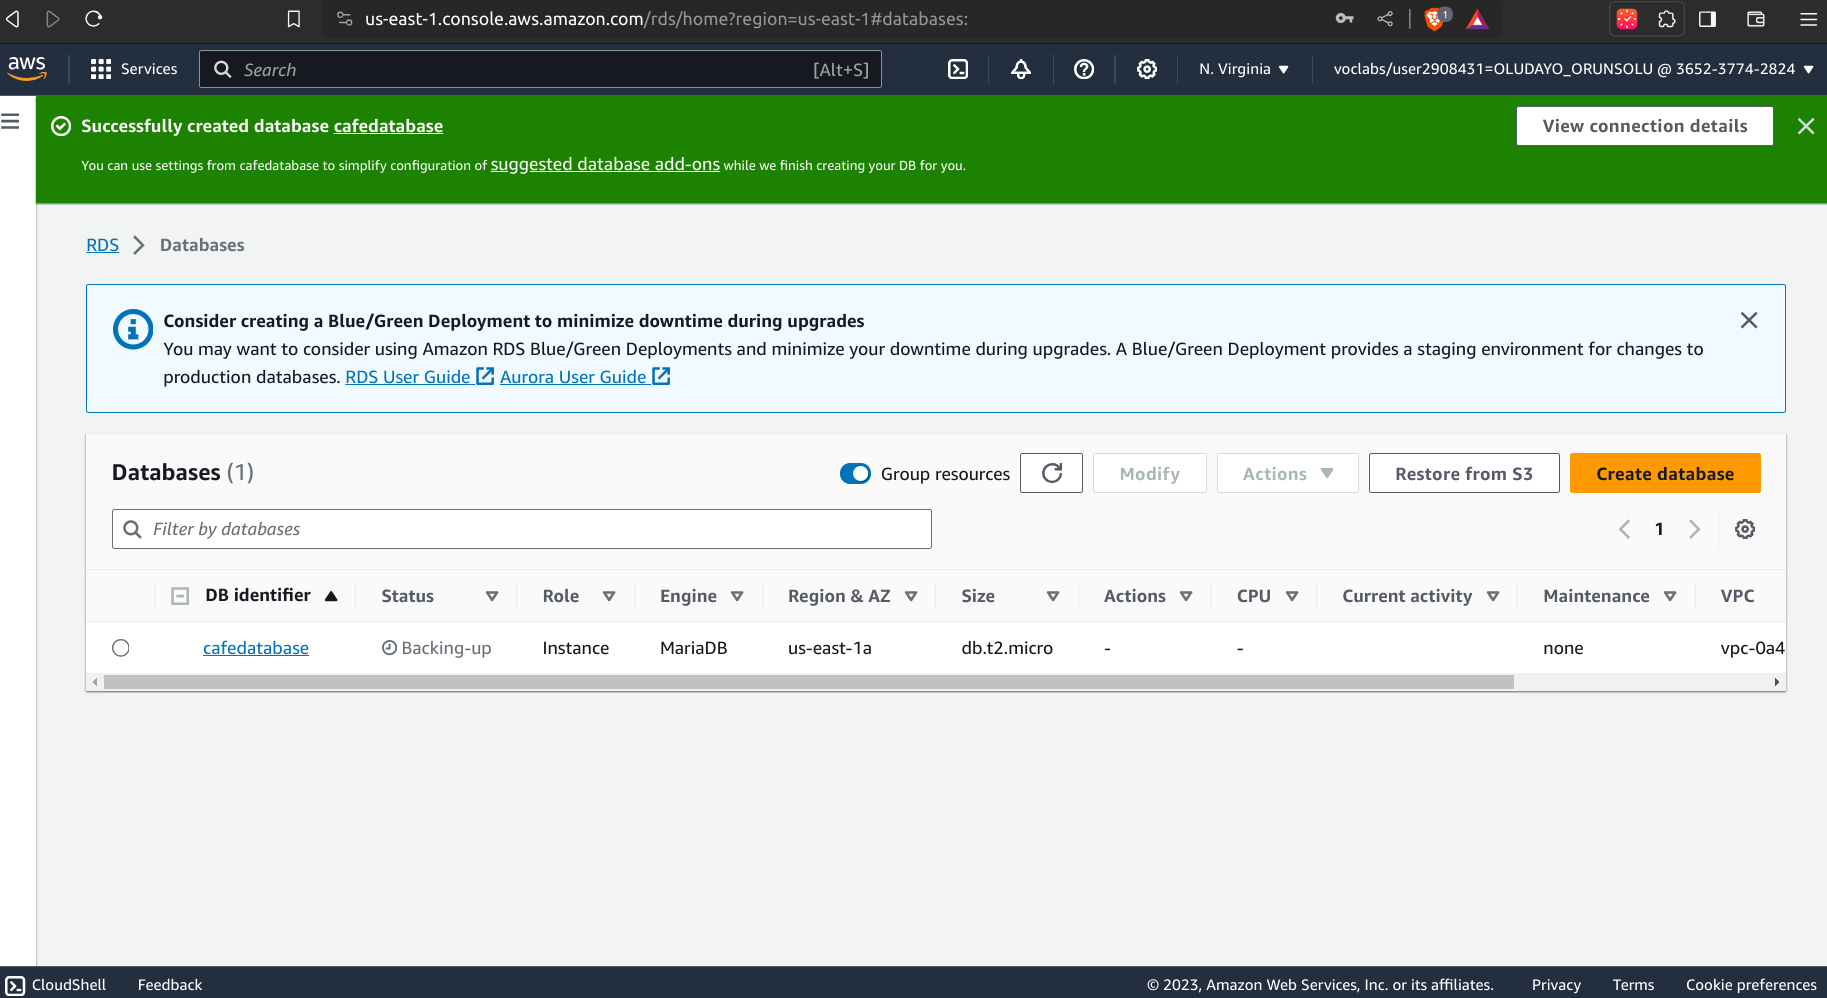 us-east-1.console.aws.amazon.com/rds/home?region=us-east-1#databases:
1
aws
Services
Search
[Alt+S]
N. Virginia
voclabs/user2908431=OLUDAYO_ORUNSOLU @ 3652-3774-2824
Successfully created database cafedatabase
View connection details
You can use settings from cafedatabase to simplify configuration of suggested database add-ons while we finish creating your DB for you.
RDS
Databases
Consider creating a Blue/Green Deployment to minimize downtime during upgrades
You may want to consider using Amazon RDS Blue/Green Deployments and minimize your downtime during upgrades. A Blue/Green Deployment provides a staging environment for changes to
production databases. RDS User Guide Aurora User Guide
Databases (1)
Group resources
Modify
Actions
Restore from S3
Create database
Filter by databases
1
DB identifier Status Role Engine Region & AZ Size Actions CPU Current activity Maintenance VPC
cafedatabase Backing-up Instance MariaDB us-east-1a db.t2.micro - - none vpc-0a4
CloudShell
Feedback
© 2023, Amazon Web Services, Inc. or its affiliates.
Privacy
Terms
Cookie preferences